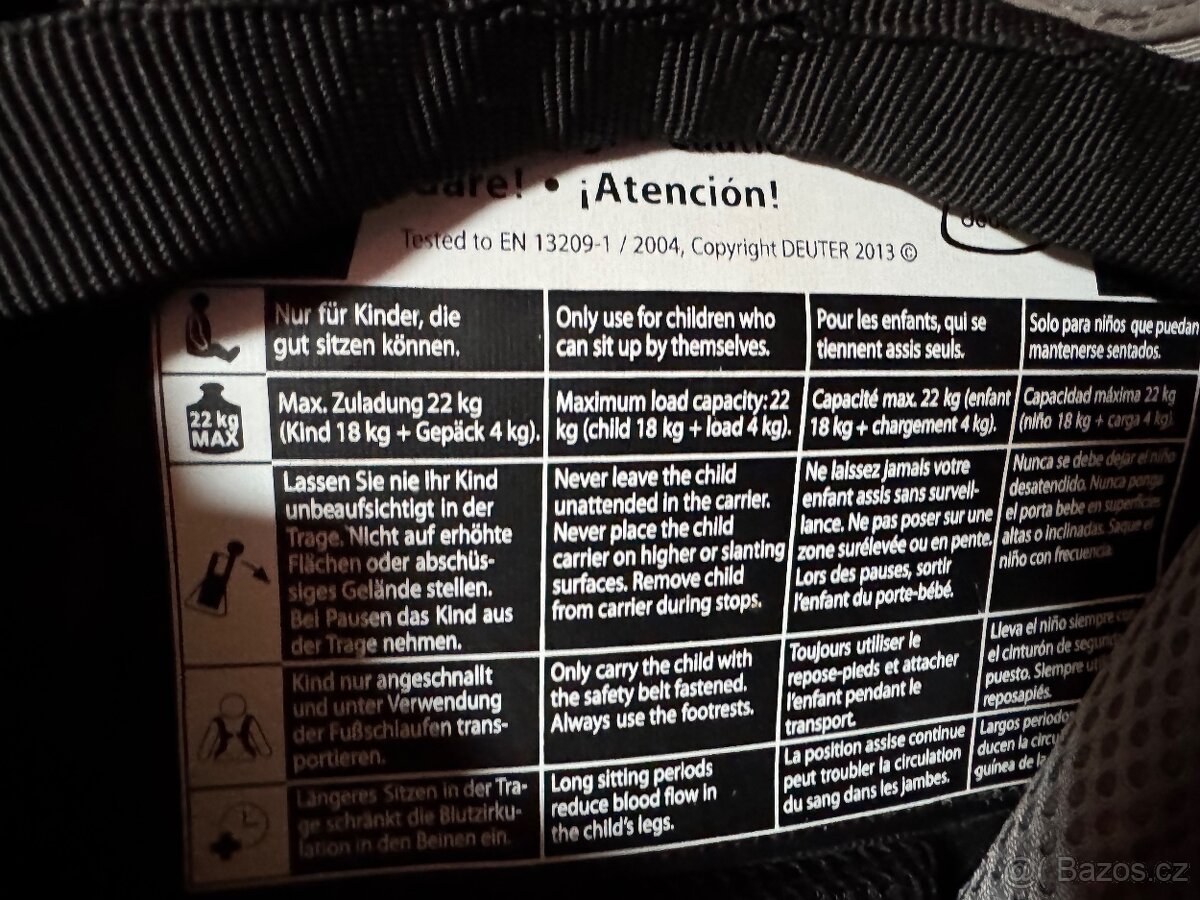 • ¡Atención!
Tested to EN 13209-1 / 2004, Copyright DEUTER 2013 ©
Nur für Kinder, die
gut sitzen können.
Only use for children who
can sit up by themselves.
Pour les enfants, qui se
tiennent assis seuls.
Solo para niños que puedan
mantenerse sentados.
22 kg
MAX
Max. Zuladung 22 kg
(Kind 18 kg + Gepäck 4 kg).
Maximum load capacity: 22
kg (child 18 kg + load 4 kg).
Capacité max. 22 kg (enfant
18 kg + chargement 4 kg).
Capacidad máxima 22 kg
(niño 18 kg + carga 4 kg).
Lassen Sie nie Ihr Kind
unbeaufsichtigt in der
Trage. Nicht auf erhöhte
Flächen oder abschüs-
siges Gelände stellen.
Bei Pausen das Kind aus
der Trage nehmen.
Never leave the child
unattended in the carrier.
Never place the child
carrier on higher or slanting
surfaces. Remove child
from carrier during stops.
Ne laissez jamais votre
enfant assis sans surveil-
lance. Ne pas poser sur une
zone surélevée ou en pente.
Lors des pauses, sortir
l'enfant du porte-bébé.
Nunca se debe dejar el niño
desatendido. Nunca ponga
el porta bebe en superficies
altas o inclinadas. Saque el
niño con frecuencia.
Kind nur angeschnallt
und unter Verwendung
der Fußschlaufen trans-
portieren.
Only carry the child with
the safety belt fastened.
Always use the footrests.
Toujours utiliser le
repose-pieds et attacher
l'enfant pendant le
transport.
Lleva el niño siempre
el cinturón de
puesto. Siempre
reposapiés.
Längeres Sitzen in der Tra-
ge schränkt die Blutzirku-
lation in den Beinen ein.
Long sitting periods
reduce blood flow in
the child's legs.
La position assise continue
peut troubler la circulation
du sang dans les jambes.
Largos
ducen la
guínea de
Bazos.cz